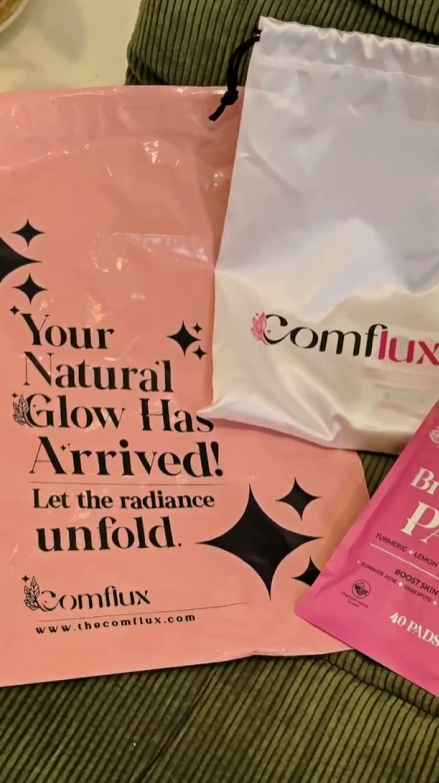 Your
Natural
Glow Has
Arrived!
Let the radiance
unfold.
Comflux
www.thecomflux.com
Comflux
TURMERIC + LEMON
BOOST SKIN
40 PADS